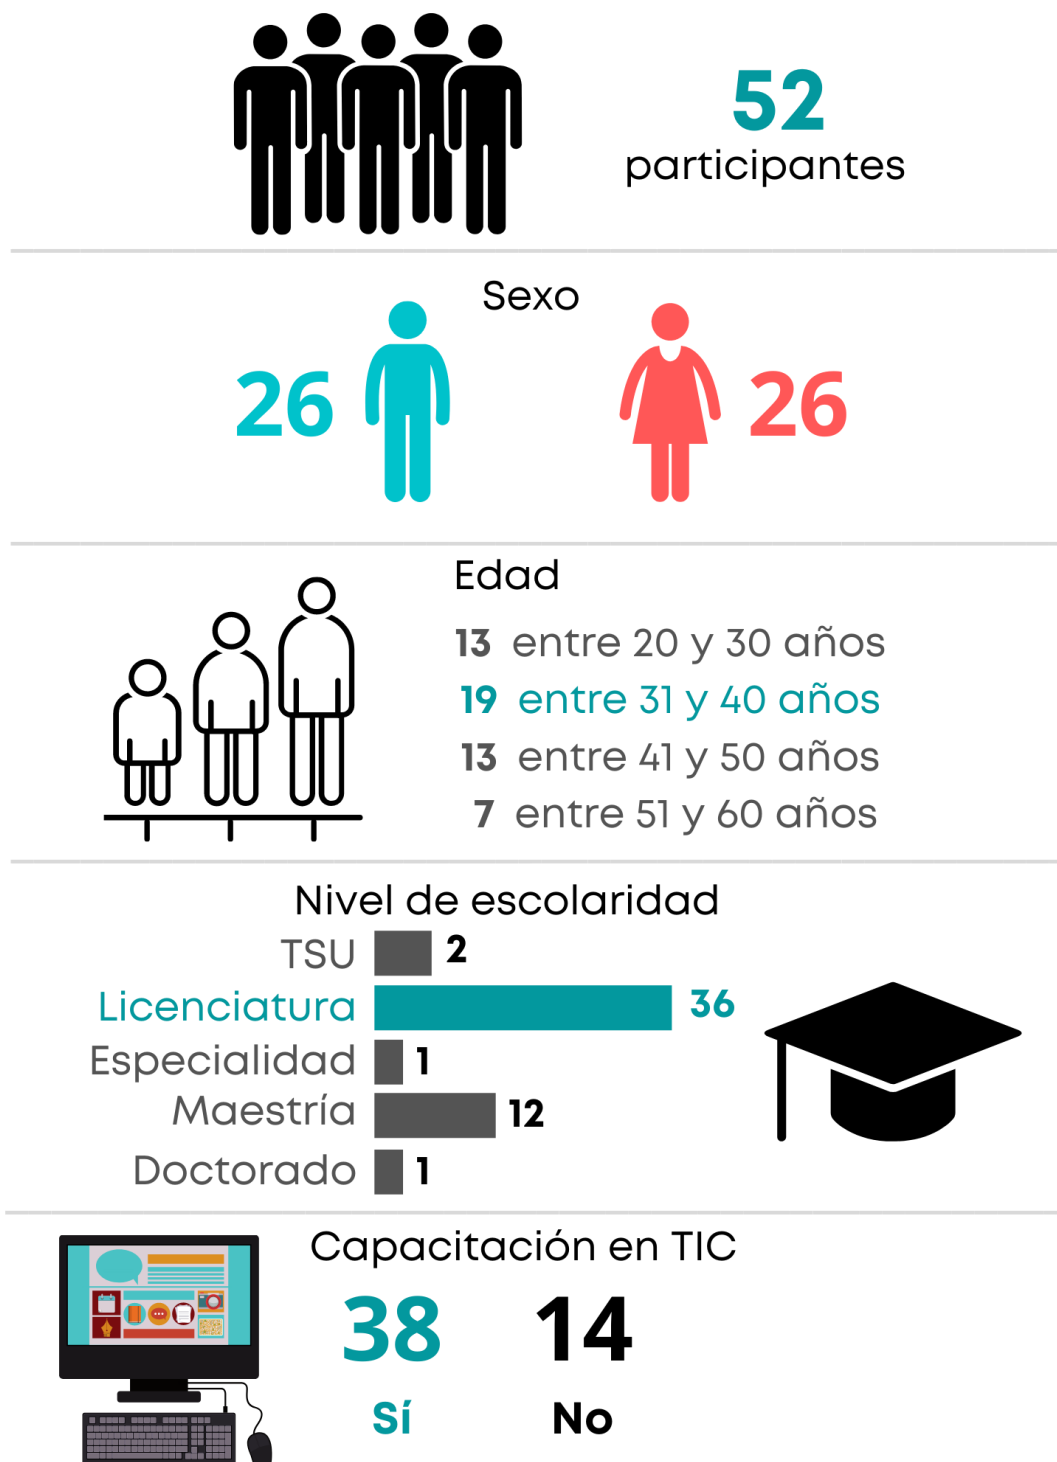 52
participantes
Sexo
26 26
Edad
13 entre 20 y 30 años
19 entre 31 y 40 años
13 entre 41 y 50 años
7 entre 51 y 60 años
Nivel de escolaridad
TSU 2
Licenciatura 36
Especialidad 1
Maestría 12
Doctorado 1
Capacitación en TIC
38 14
Sí No